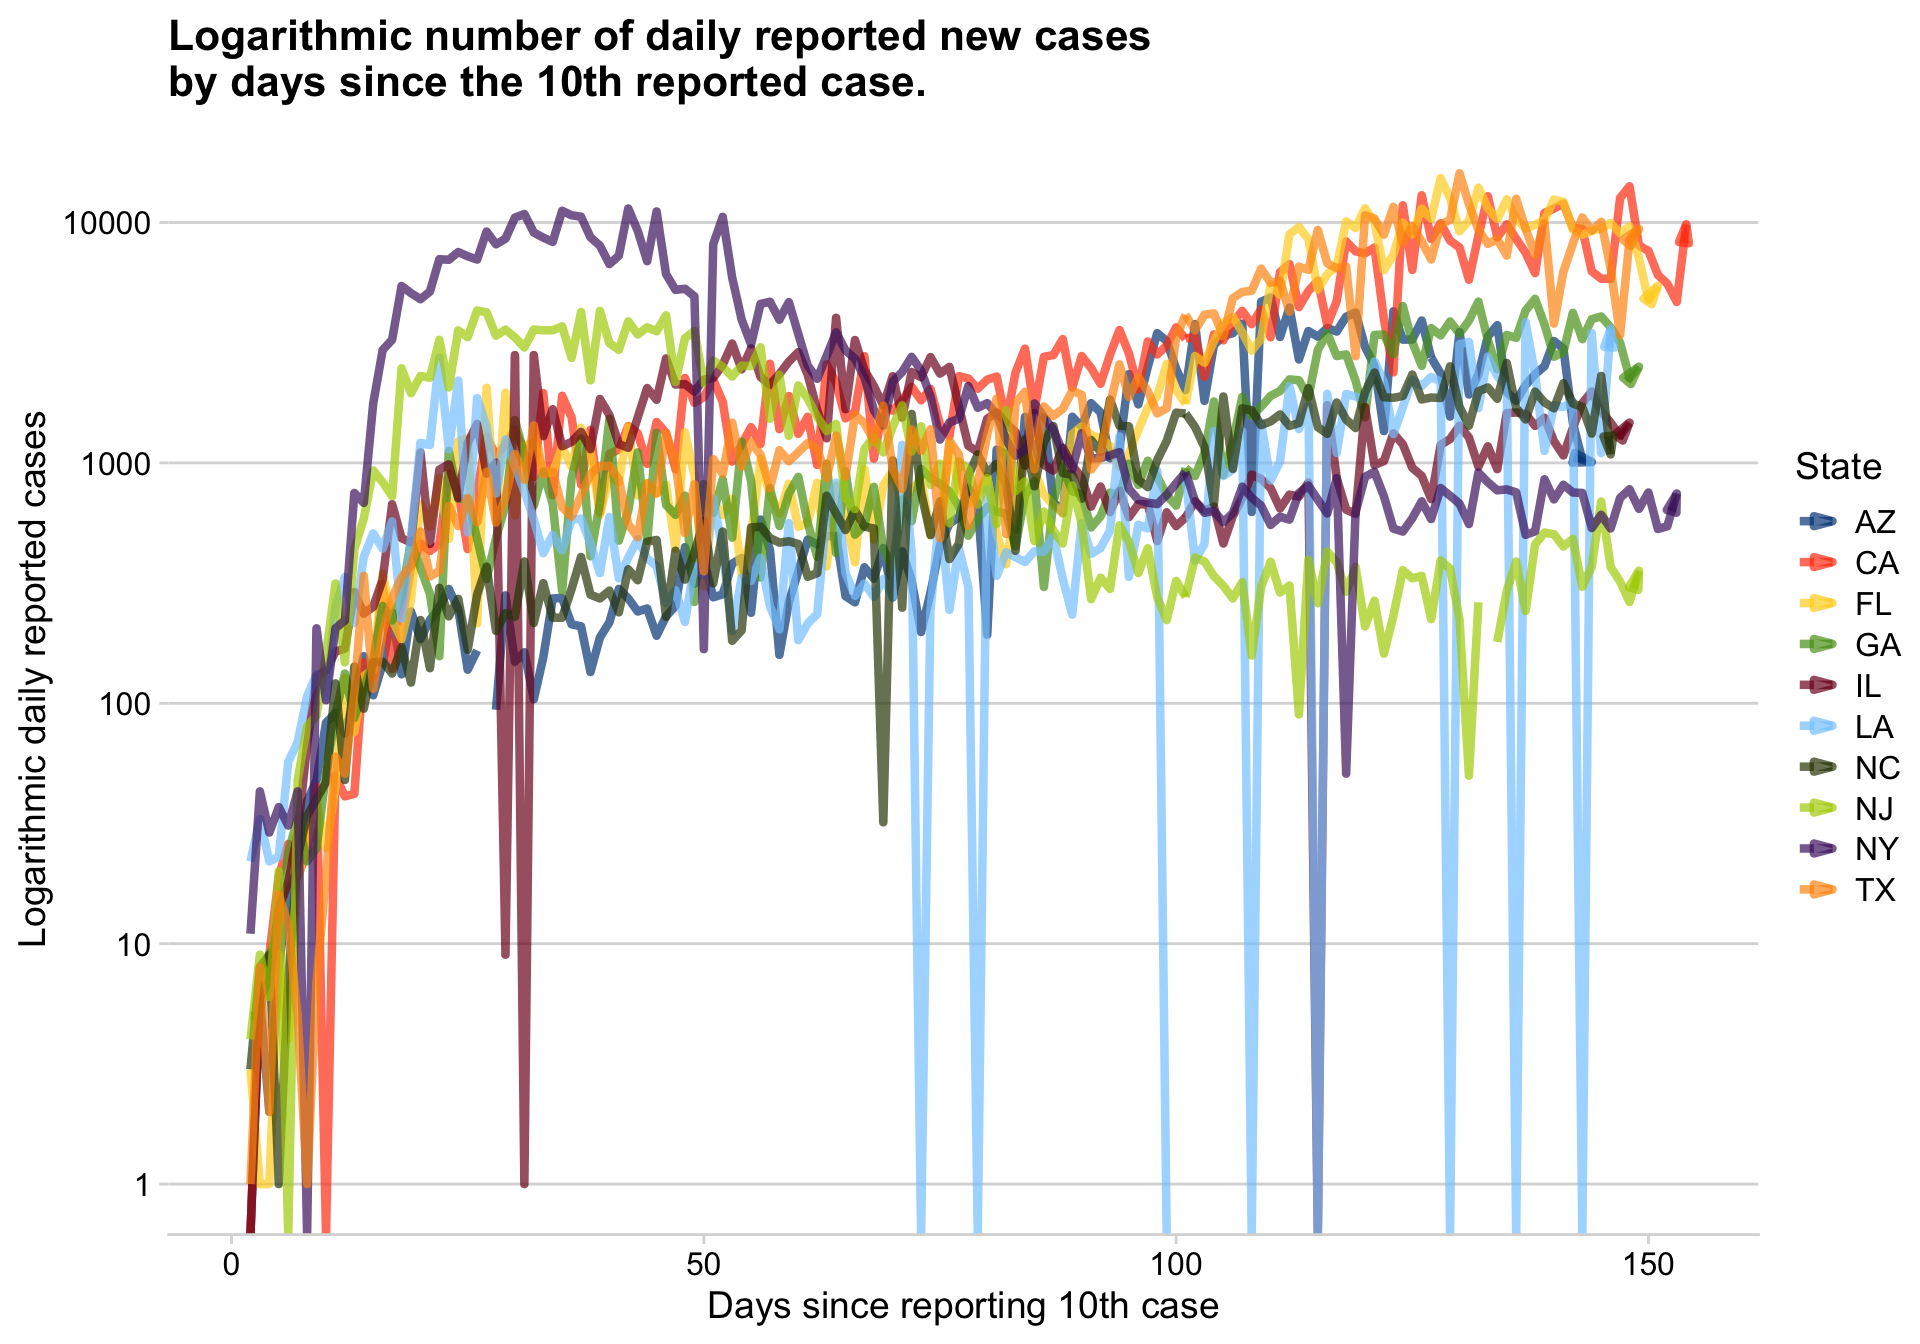 Logarithmic number of daily reported new cases
by days since the 10th reported case.
Logarithmic daily reported cases
10000
1000
100
10
1
0
50
100
150
Days since reporting 10th case
State
AZ
CA
FL
GA
IL
LA
NC
NJ
NY
TX